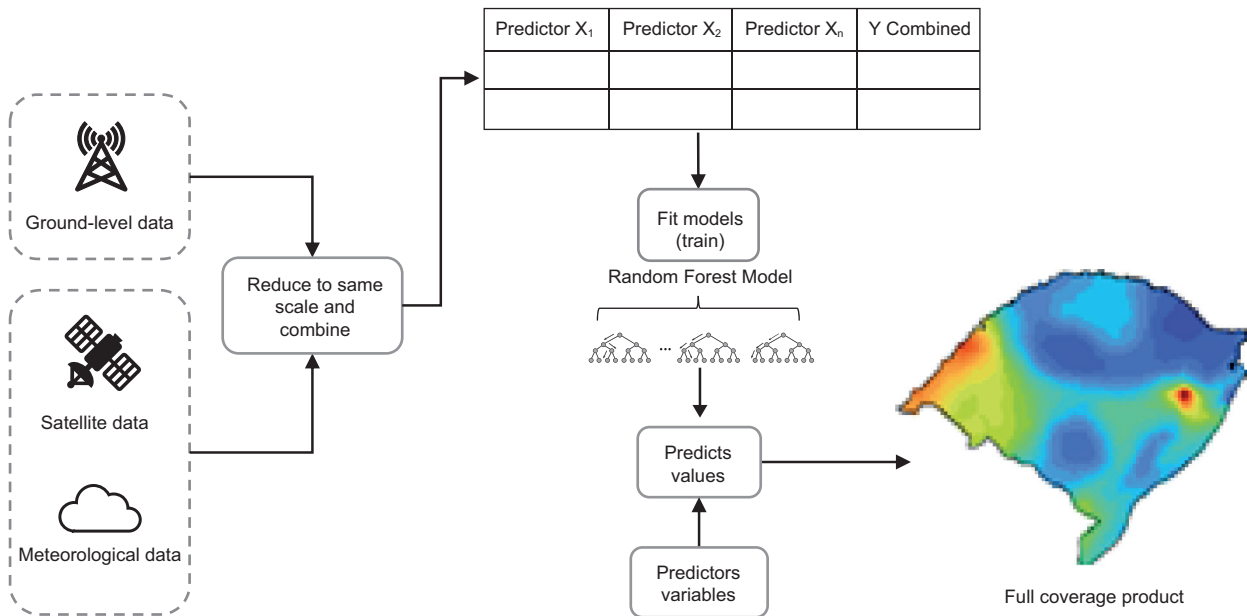 Predictor X₁ Predictor X₂ Predictor Xₙ Y Combined
Ground-level data
Reduce to same
scale and
combine
Satellite data
Meteorological data
Fit models
(train)
Random Forest Model
...
Predicts
values
Predictors
variables
Full coverage product